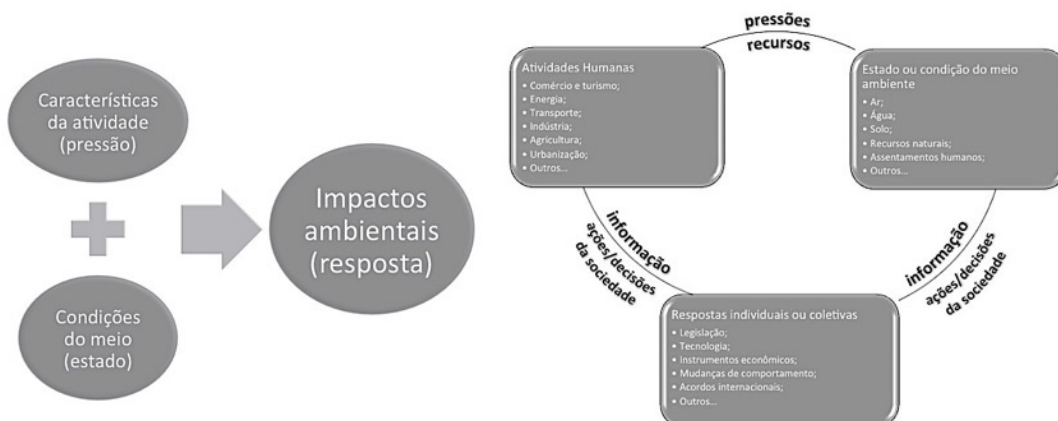 Características
da atividade
(pressão)
Condições
do meio
(estado)
Impactos
ambientais
(resposta)
pressões
recursos
Atividades Humanas
• Comércio e turismo;
• Energia;
• Transporte;
• Indústria;
• Agricultura;
• Urbanização;
• Outros...
Estado ou condição do meio
ambiente
• Ar;
• Água;
• Solo;
• Recursos naturais;
• Assentamentos humanos;
• Outros...
informação
ações/decisões
da sociedade
informação
ações/decisões
da sociedade
Respostas individuais ou coletivas
• Legislação;
• Tecnologia;
• Instrumentos econômicos;
• Mudanças de comportamento;
• Acordos internacionais;
• Outros...